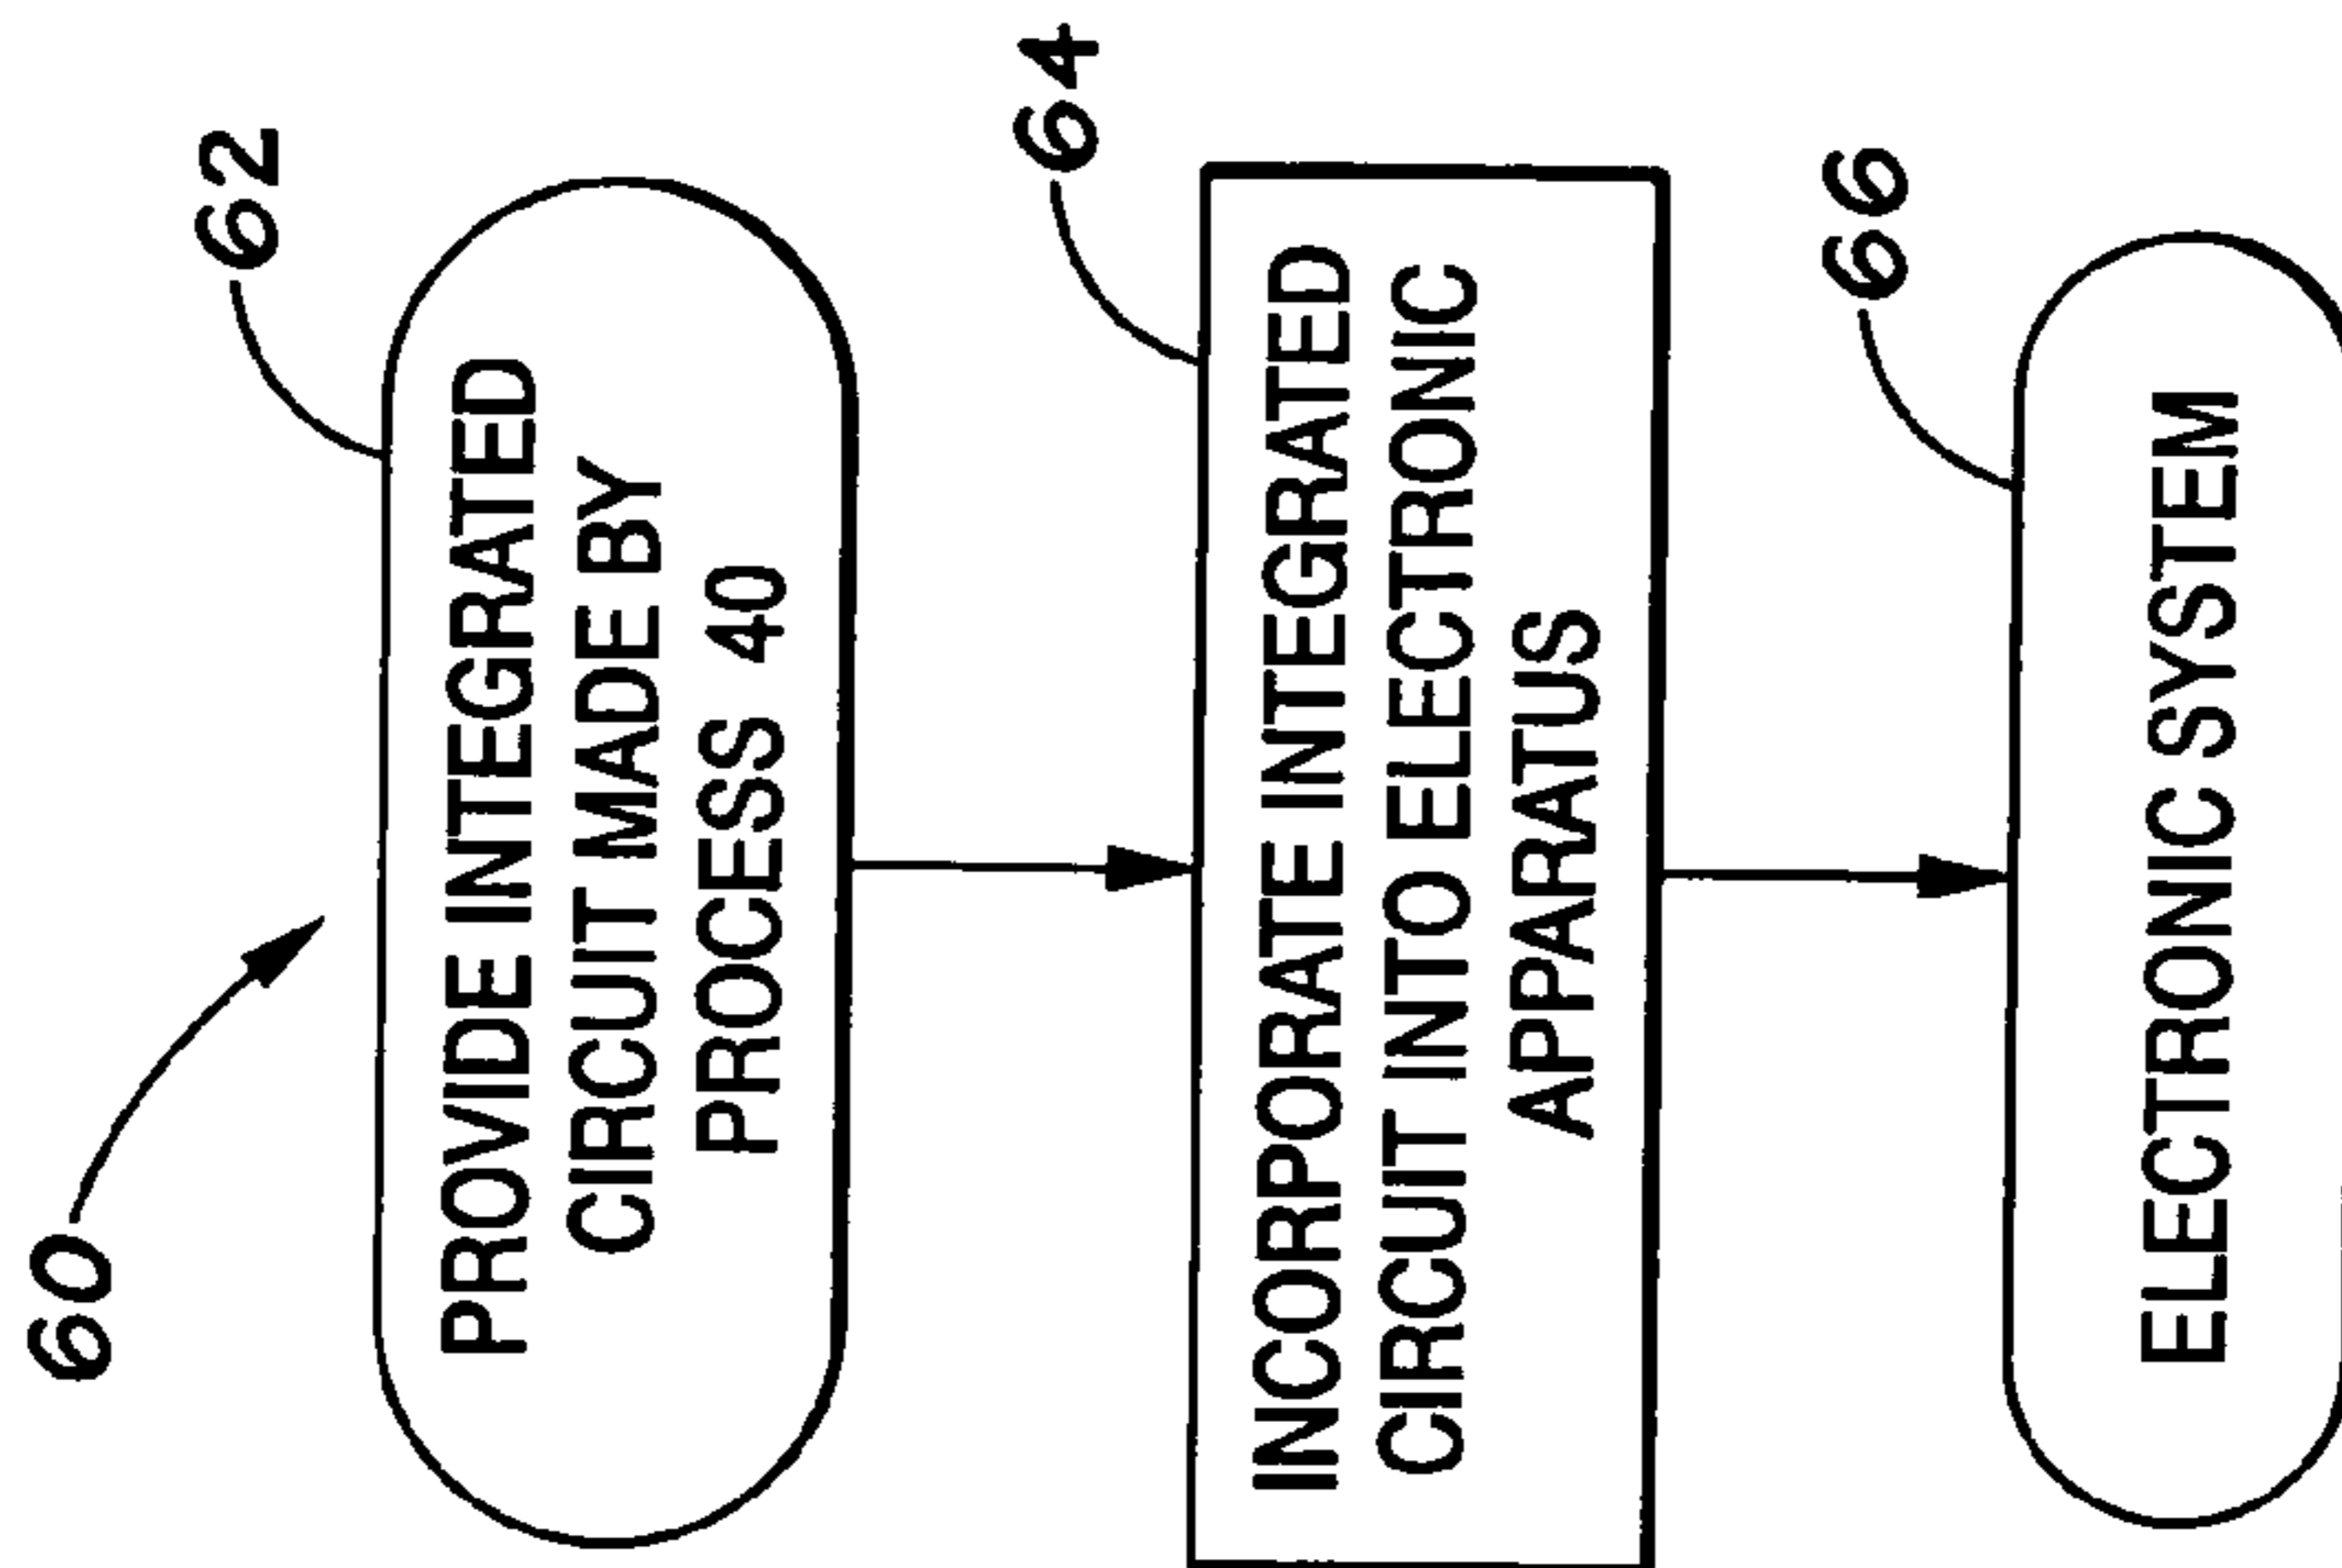 60
62
PROVIDE INTEGRATED
CIRCUIT MADE BY
PROCESS 40
64
INCORPORATE INTEGRATED
CIRCUIT INTO ELECTRONIC
APPARATUS
66
ELECTRONIC SYSTEM